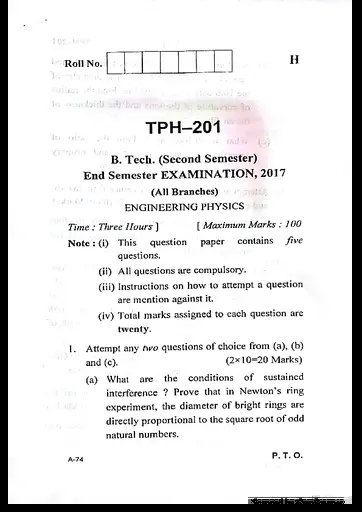 Roll No.
H
TPH–201
B. Tech. (Second Semester)
End Semester EXAMINATION, 2017
(All Branches)
ENGINEERING PHYSICS
Time : Three Hours ] [ Maximum Marks : 100
Note : (i) This question paper contains five
questions.
(ii) All questions are compulsory.
(iii) Instructions on how to attempt a question
are mention against it.
(iv) Total marks assigned to each question are
twenty.
1. Attempt any two questions of choice from (a), (b)
and (c). (2×10=20 Marks)
(a) What are the conditions of sustained
interference ? Prove that in Newton's ring
experiment, the diameter of bright rings are
directly proportional to the square root of odd
natural numbers.
A-74 P. T. O.